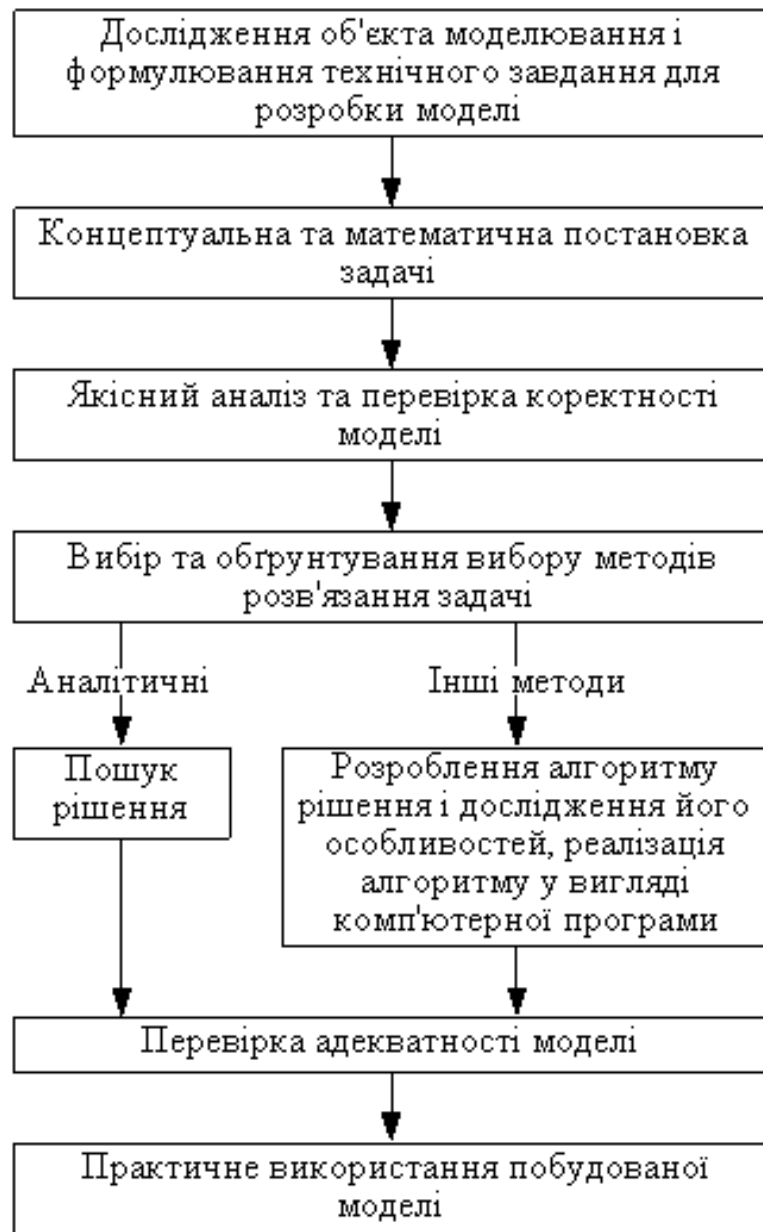 Дослідження об'єкта моделювання і
формулювання технічного завдання для
розробки моделі
Концептуальна та математична постановка
задачі
Якісний аналіз та перевірка коректності
моделі
Вибір та обґрунтування вибору методів
розв'язання задачі
Аналітичні
Інші методи
Пошук
рішення
Розроблення алгоритму
рішення і дослідження його
особливостей, реалізація
алгоритму у вигляді
комп'ютерної програми
Перевірка адекватності моделі
Практичне використання побудованої
моделі